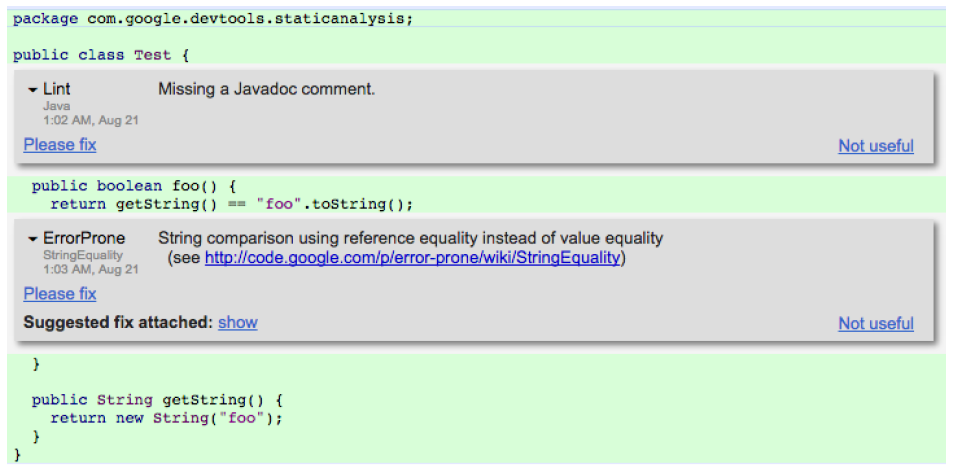 package com.google.devtools.staticanalysis;
public class Test {
Lint Missing a Javadoc comment.
Java
1:02 AM, Aug 21
Please fix Not useful
public boolean foo() {
return getString() == "foo".toString();
ErrorProne String comparison using reference equality instead of value equality
StringEquality (see http://code.google.com/p/error-prone/wiki/StringEquality)
1:03 AM, Aug 21
Please fix
Suggested fix attached: show Not useful
}
public String getString() {
return new String("foo");
}
}